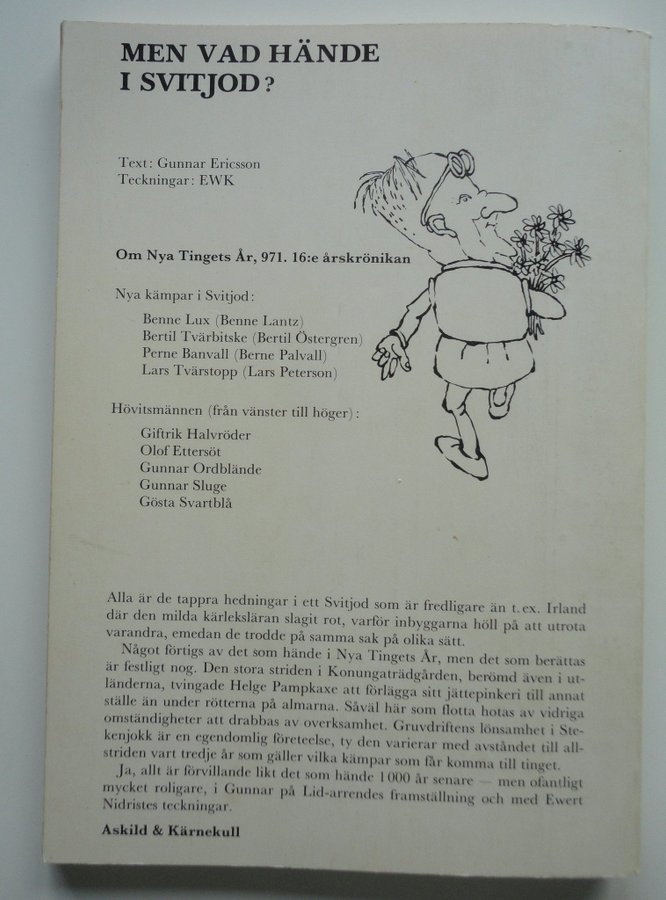 MEN VAD HÄNDE
I SVITJOD?
Text: Gunnar Ericsson
Teckningar: EWK
Om Nya Tingets År, 971. 16:e årskrönikan
Nya kämpar i Svitjod:
Benne Lux (Benne Lantz)
Bertil Tvärbitske (Bertil Östergren)
Perne Banvall (Berne Palvall)
Lars Tvärstopp (Lars Peterson)
Hövitsmännen (från vänster till höger):
Giftrik Halvröder
Olof Ettersöt
Gunnar Ordblände
Gunnar Sluge
Gösta Svartblå
Alla är de tappra hedningar i ett Svitjod som är fredligare än t.ex. Irland
där den milda kärleksläran slagit rot, varför inbyggarna höll på att utrota
varandra, emedan de trodde på samma sak på olika sätt.
Något förtigs av det som hände i Nya Tingets År, men det som berättas
är festligt nog. Den stora striden i Konungaträdgården, berömd även i ut-
länderna, tvingade Helge Pampkaxe att förlägga sitt jättepinkeri till annat
ställe än under rötterna på almarna. Såväl här som flotta hotas av vidriga
omständigheter att drabbas av overksamhet. Gruvdriftens lönsamhet i Ste-
kenjokk är en egendomlig företeelse, ty den varierar med avståndet till all-
striden vart tredje år som gäller vilka kämpar som får komma till tinget.
Ja, allt är förvillande likt det som hände 1000 år senare — men ofantligt
mycket roligare, i Gunnar på Lid-arrendes framställning och med Ewert
Nidristes teckningar.
Askild & Kärnekull